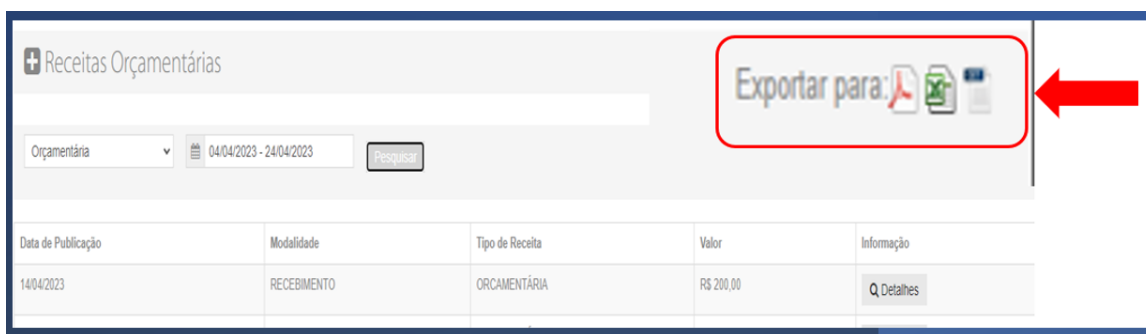 Receitas Orçamentárias
Exportar para:
Orçamentária
04/04/2023 - 24/04/2023
Pesquisar
Data de Publicação Modalidade Tipo de Receita Valor Informação
14/04/2023 RECEBIMENTO ORCAMENTÁRIA R$ 200,00 Detalhes